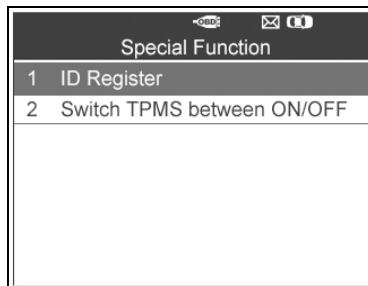 OBD
Special Function
1 ID Register
2 Switch TPMS between ON/OFF